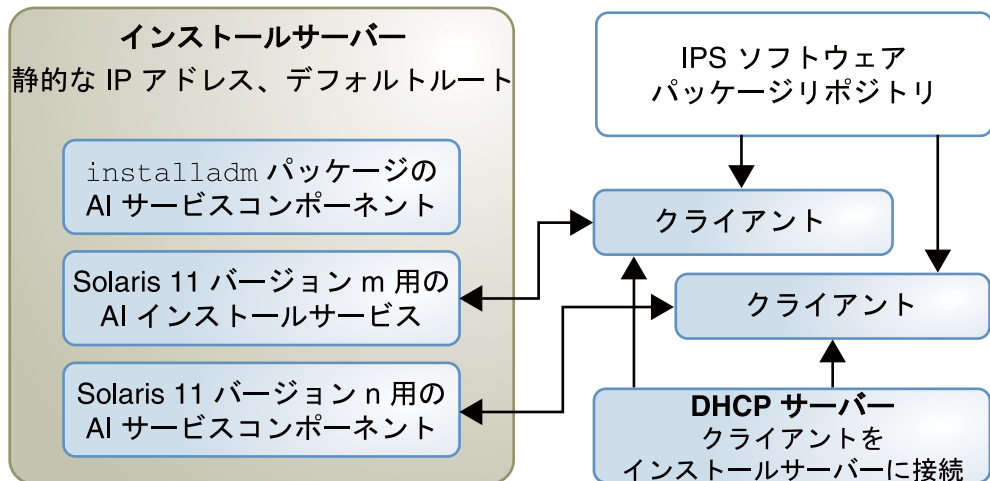 インストールサーバー
静的な IP アドレス、デフォルトルート
installadm パッケージの
AI サービスコンポーネント
Solaris 11 バージョン m 用の
AI インストールサービス
Solaris 11 バージョン n 用の
AI サービスコンポーネント
IPS ソフトウェア
パッケージリポジトリ
クライアント
クライアント
DHCP サーバー
クライアントを
インストールサーバーに接続